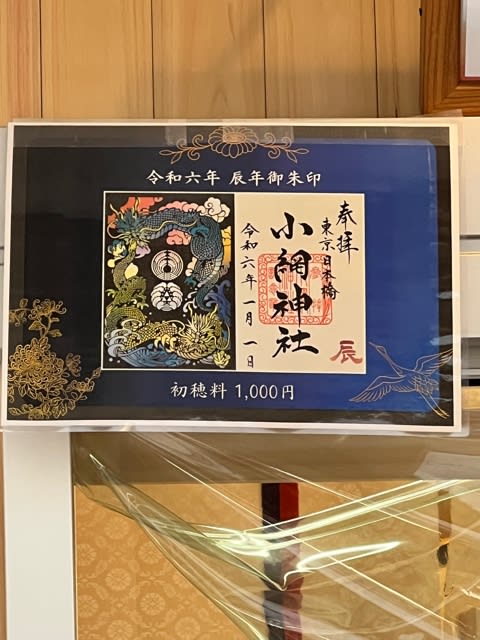 令和六年 辰年御朱印
奉拝
東京日本橋
小網神社
令和六年一月一日
辰
初穂料 1,000円